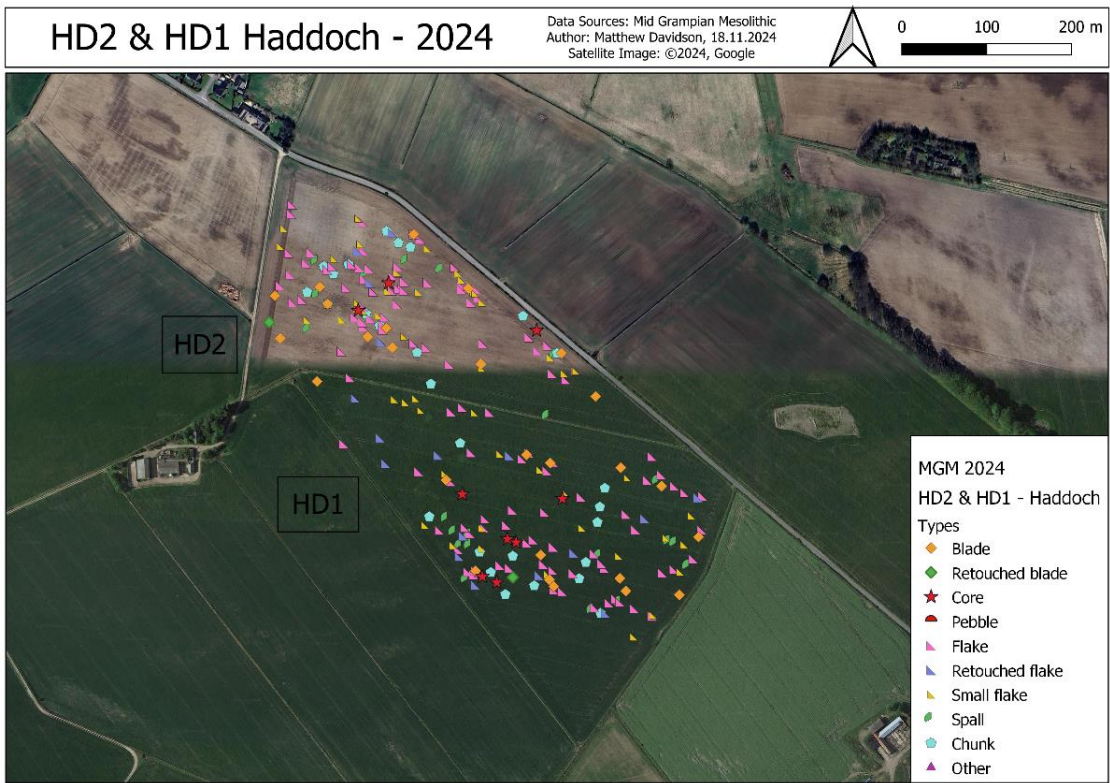 HD2 & HD1 Haddoch - 2024
Data Sources: Mid Grampian Mesolithic
Author: Matthew Davidson, 18.11.2024
Satellite Image: ©2024, Google
0 100 200 m
HD2
HD1
MGM 2024
HD2 & HD1 - Haddoch
Types
Blade
Retouched blade
Core
Pebble
Flake
Retouched flake
Small flake
Spall
Chunk
Other